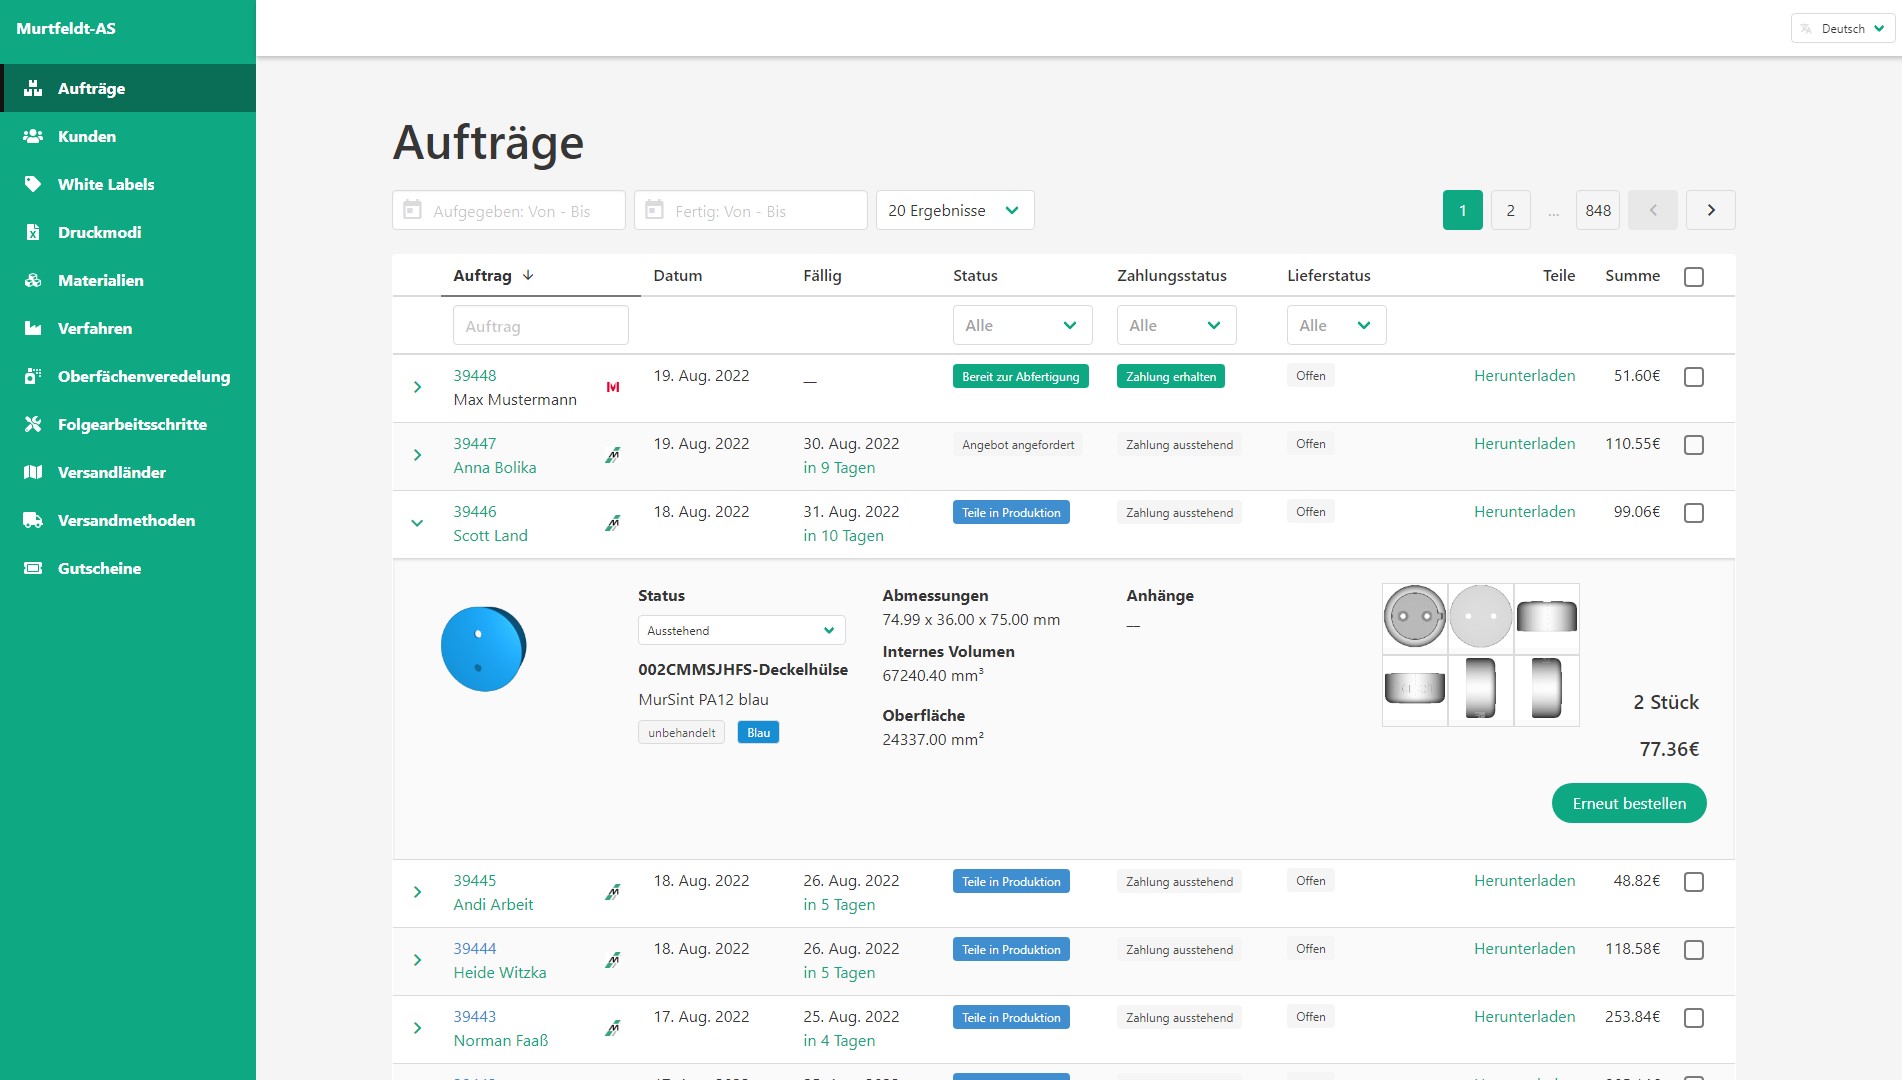 Murtfeldt-AS
Deutsch
Aufträge
Kunden
White Labels
Druckmodi
Materialien
Verfahren
Oberfächenveredelung
Folgearbeitsschritte
Versandländer
Versandmethoden
Gutscheine
Aufträge
Aufgegeben: Von - Bis Fertig: Von - Bis 20 Ergebnisse 1 2 ... 848
Auftrag Datum Fällig Status Zahlungsstatus Lieferstatus Teile Summe
Auftrag Alle Alle Alle
39448 19. Aug. 2022 __ Bereit zur Abfertigung Zahlung erhalten Offen Herunterladen 51.60€
Max Mustermann
39447 19. Aug. 2022 30. Aug. 2022 Angebot angefordert Zahlung ausstehend Offen Herunterladen 110.55€
Anna Bolika in 9 Tagen
39446 18. Aug. 2022 31. Aug. 2022 Teile in Produktion Zahlung ausstehend Offen Herunterladen 99.06€
Scott Land in 10 Tagen
Status
Ausstehend
002CMMSJHFS-Deckelhülse
MurSint PA12 blau
unbehandelt Blau
Abmessungen
74.99 x 36.00 x 75.00 mm
Internes Volumen
67240.40 mm³
Oberfläche
24337.00 mm²
Anhänge
__
2 Stück
77.36€
Erneut bestellen
39445 18. Aug. 2022 26. Aug. 2022 Teile in Produktion Zahlung ausstehend Offen Herunterladen 48.82€
Andi Arbeit in 5 Tagen
39444 18. Aug. 2022 26. Aug. 2022 Teile in Produktion Zahlung ausstehend Offen Herunterladen 118.58€
Heide Witzka in 5 Tagen
39443 17. Aug. 2022 25. Aug. 2022 Teile in Produktion Zahlung ausstehend Offen Herunterladen 253.84€
Norman Faaß in 4 Tagen